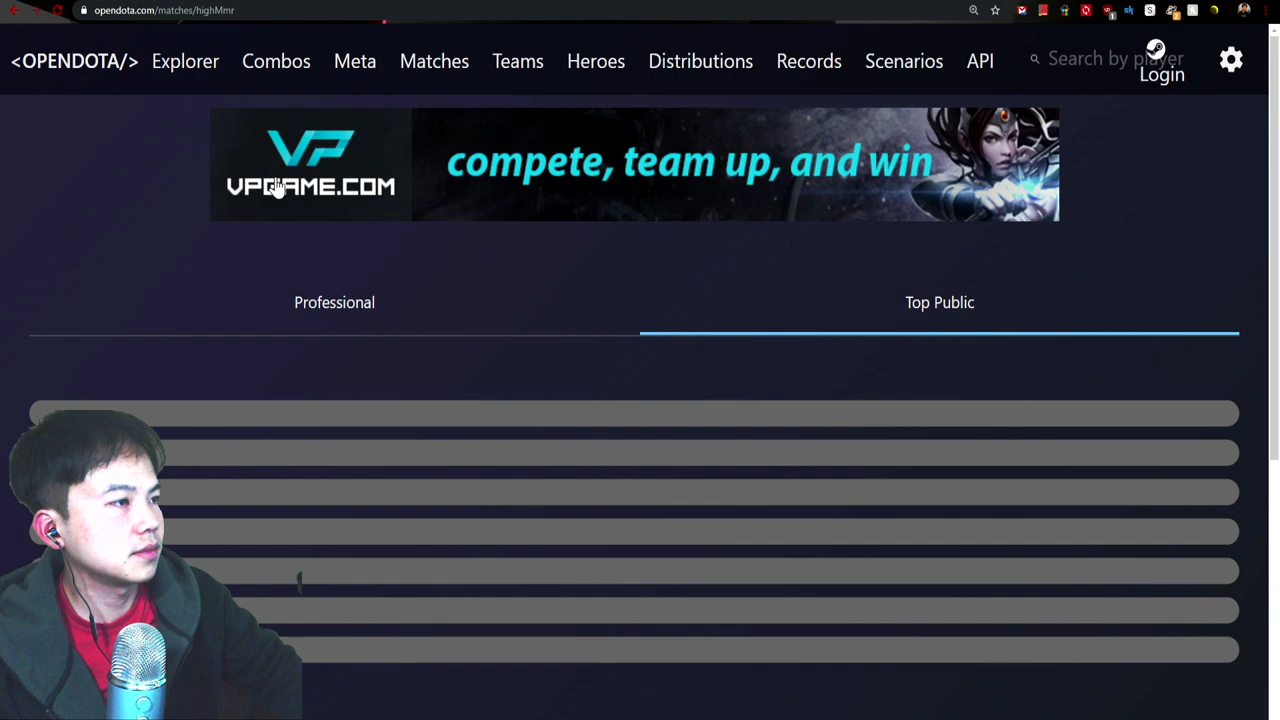 opendota.com/matches/highMmr
<OPENDOTA/> Explorer Combos Meta Matches Teams Heroes Distributions Records Scenarios API Search by player
Login
VP
VPGAME.COM
compete, team up, and win
Professional
Top Public